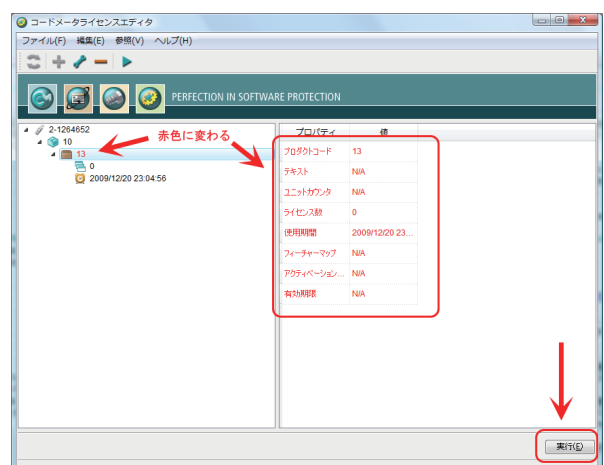 コードメータライセンスエディタ
ファイル(F) 編集(E) 参照(V) ヘルプ(H)
PERFECTION IN SOFTWARE PROTECTION
2-1264652
10
13
0
2009/12/20 23:04:56
赤色に変わる
プロパティ 値
プロダクトコード 13
テキスト N/A
ユニットカウンタ N/A
ライセンス数 0
使用期間 2009/12/20 23...
フィーチャーマップ N/A
アクティベーション... N/A
有効期限 N/A
実行(E)